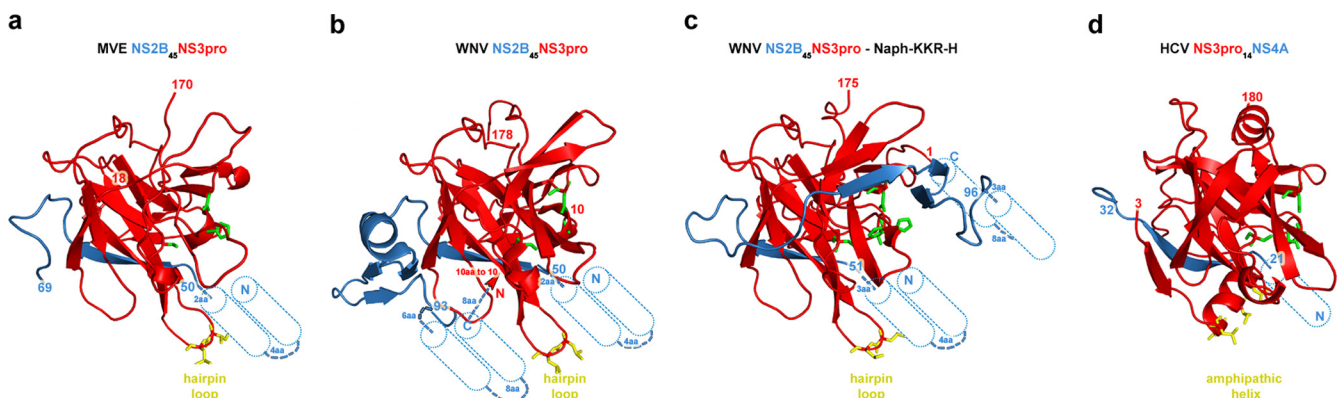 a
MVE NS2B45NS3pro
170
18
69
50
2aa
N
4aa
hairpin
loop
b
WNV NS2B45NS3pro
178
10
10aa to 10
N
50
2aa
N
93
6aa
8aa
C
4aa
8aa
hairpin
loop
c
WNV NS2B45NS3pro - Naph-KKR-H
175
1
C
96
3aa
8aa
51
3aa
N
4aa
hairpin
loop
d
HCV NS3pro14NS4A
180
32
3
21
N
amphipathic
helix